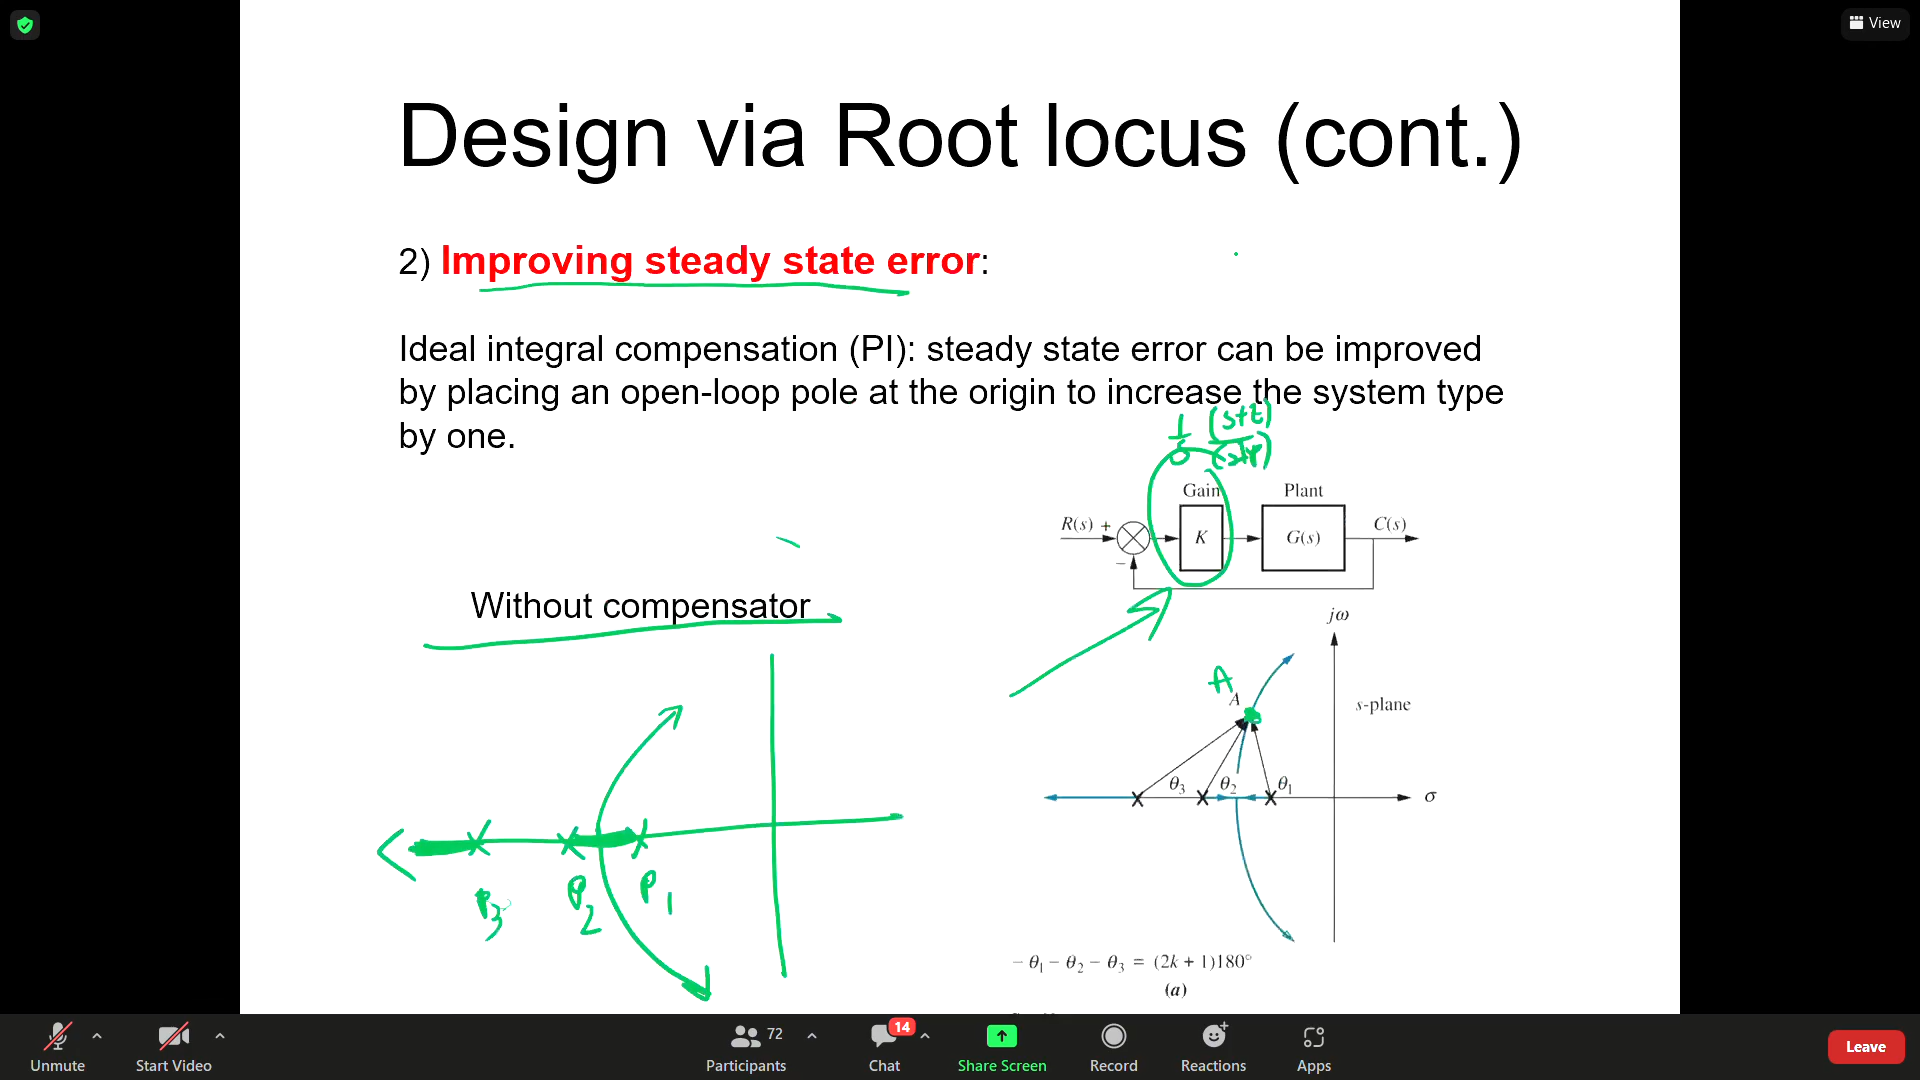 View
Design via Root locus (cont.)
2) Improving steady state error:
Ideal integral compensation (PI): steady state error can be improved
by placing an open-loop pole at the origin to increase the system type
by one.
Gain
Plant
R(s) +
K
G(s)
C(s)
−
Without compensator
jω
A
A
s-plane
θ3 θ2 θ1
σ
P3 P2 P1
− θ1 − θ2 − θ3 = (2k + 1)180°
(a)
72
14
Unmute
Start Video
Participants
Chat
Share Screen
Record
Reactions
Apps
Leave